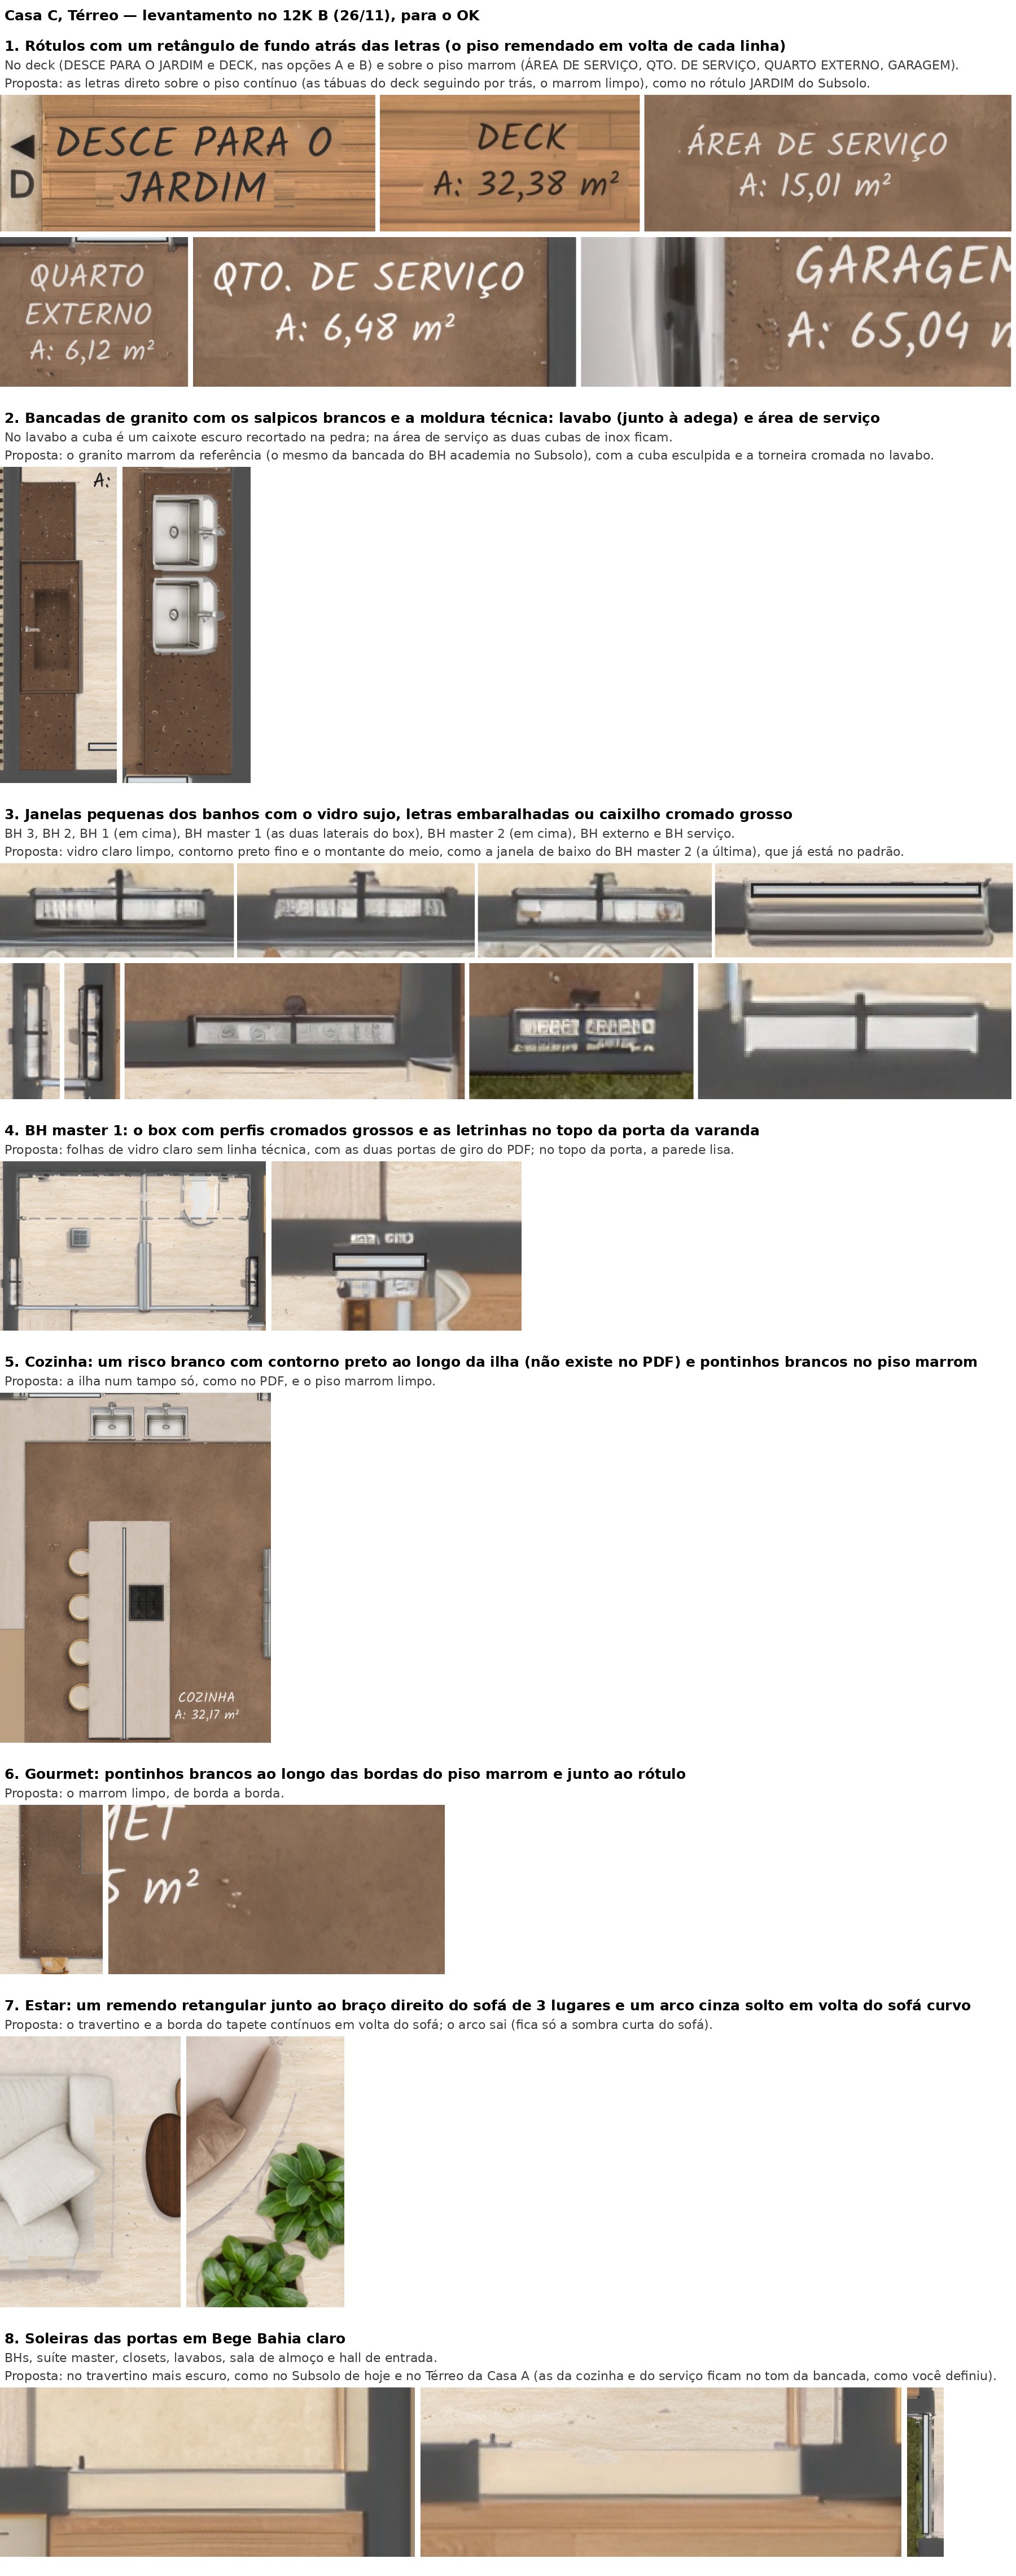 Casa C, Térreo — levantamento no 12K B (26/11), para o OK
1. Rótulos com um retângulo de fundo atrás das letras (o piso remendado em volta de cada linha)
No deck (DESCE PARA O JARDIM e DECK, nas opções A e B) e sobre o piso marrom (ÁREA DE SERVIÇO, QTO. DE SERVIÇO, QUARTO EXTERNO, GARAGEM).
Proposta: as letras direto sobre o piso contínuo (as tábuas do deck seguindo por trás, o marrom limpo), como no rótulo JARDIM do Subsolo.
D
DESCE PARA O
JARDIM
DECK
A: 32,38 m²
ÁREA DE SERVIÇO
A: 15,01 m²
QUARTO
EXTERNO
A: 6,12 m²
QTO. DE SERVIÇO
A: 6,48 m²
GARAGEM
A: 65,04
2. Bancadas de granito com os salpicos brancos e a moldura técnica: lavabo (junto à adega) e área de serviço
No lavabo a cuba é um caixote escuro recortado na pedra; na área de serviço as duas cubas de inox ficam.
Proposta: o granito marrom da referência (o mesmo da bancada do BH academia no Subsolo), com a cuba esculpida e a torneira cromada no lavabo.
A:
3. Janelas pequenas dos banhos com o vidro sujo, letras embaralhadas ou caixilho cromado grosso
BH 3, BH 2, BH 1 (em cima), BH master 1 (as duas laterais do box), BH master 2 (em cima), BH externo e BH serviço.
Proposta: vidro claro limpo, contorno preto fino e o montante do meio, como a janela de baixo do BH master 2 (a última), que já está no padrão.
4. BH master 1: o box com perfis cromados grossos e as letrinhas no topo da porta da varanda
Proposta: folhas de vidro claro sem linha técnica, com as duas portas de giro do PDF; no topo da porta, a parede lisa.
5. Cozinha: um risco branco com contorno preto ao longo da ilha (não existe no PDF) e pontinhos brancos no piso marrom
Proposta: a ilha num tampo só, como no PDF, e o piso marrom limpo.
COZINHA
A: 32,17 m²
6. Gourmet: pontinhos brancos ao longo das bordas do piso marrom e junto ao rótulo
Proposta: o marrom limpo, de borda a borda.
MET
5 m²
7. Estar: um remendo retangular junto ao braço direito do sofá de 3 lugares e um arco cinza solto em volta do sofá curvo
Proposta: o travertino e a borda do tapete contínuos em volta do sofá; o arco sai (fica só a sombra curta do sofá).
8. Soleiras das portas em Bege Bahia claro
BHs, suíte master, closets, lavabos, sala de almoço e hall de entrada.
Proposta: no travertino mais escuro, como no Subsolo de hoje e no Térreo da Casa A (as da cozinha e do serviço ficam no tom da bancada, como você definiu).